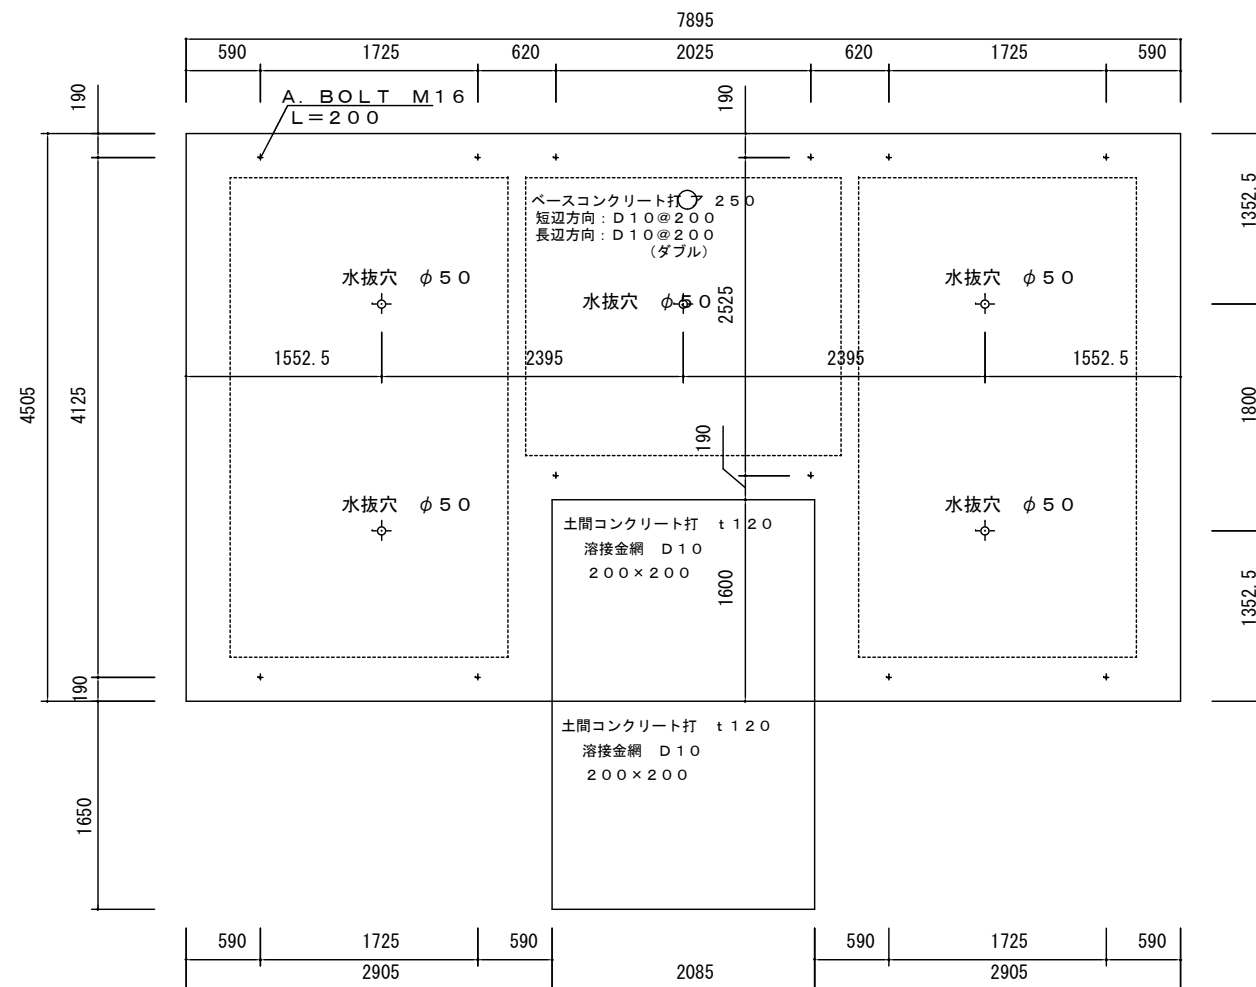 7895
590 1725 620 2025 620 1725 590
190
190
A. BOLT M16
L=200
ベースコンクリート打 ア 250
短辺方向:D10@200
長辺方向:D10@200
(ダブル)
1352.5
水抜穴 φ50
水抜穴 φ50
水抜穴 φ50
2525
1552.5 2395 2395 1552.5
4505
4125
1800
190
水抜穴 φ50
水抜穴 φ50
土間コンクリート打 t120
溶接金網 D10
200×200
1600
1352.5
190
土間コンクリート打 t120
溶接金網 D10
200×200
1650
590 1725 590 590 1725 590
2905 2085 2905